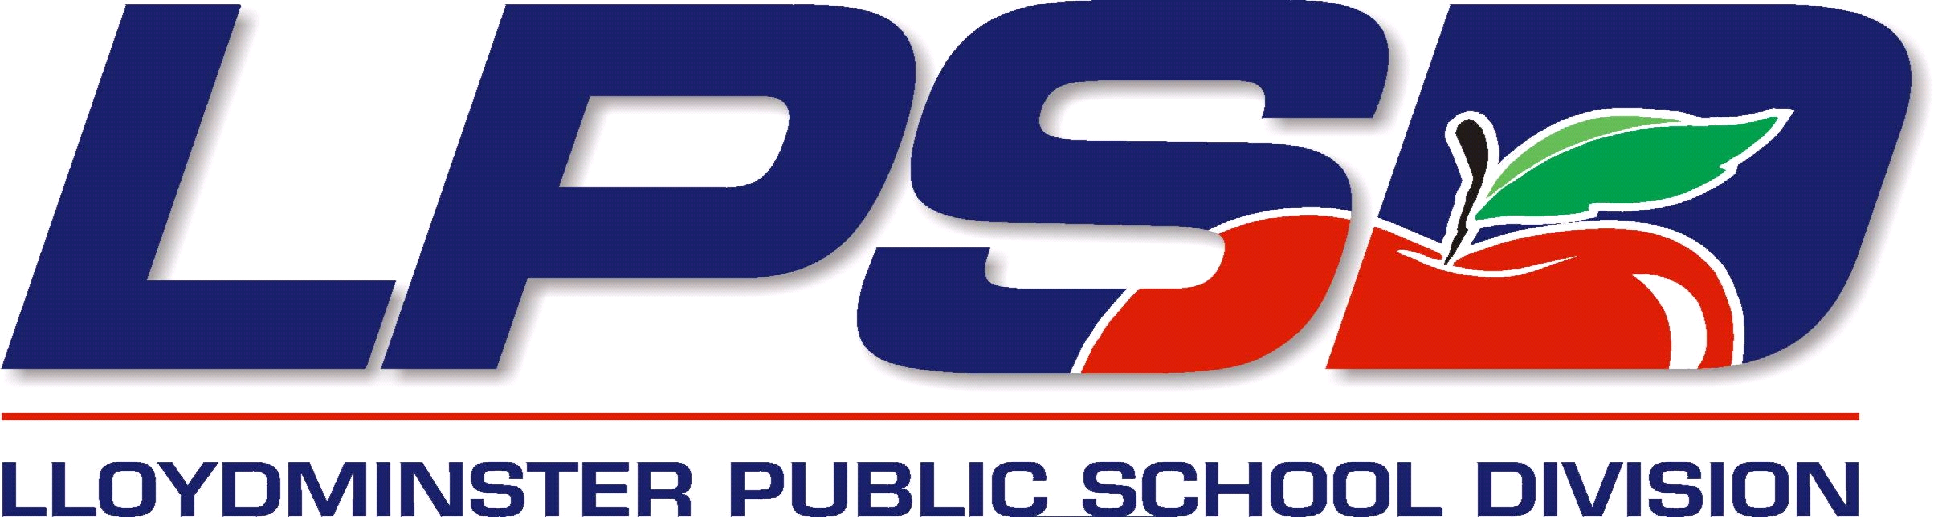 LPSD
LLOYDMINSTER PUBLIC SCHOOL DIVISION